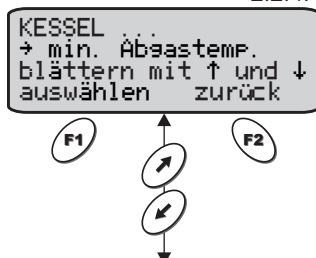 KESSEL ...
→ min. Abgastemp.
blättern mit ↑ und ↓
auswählen zurück
F1 F2